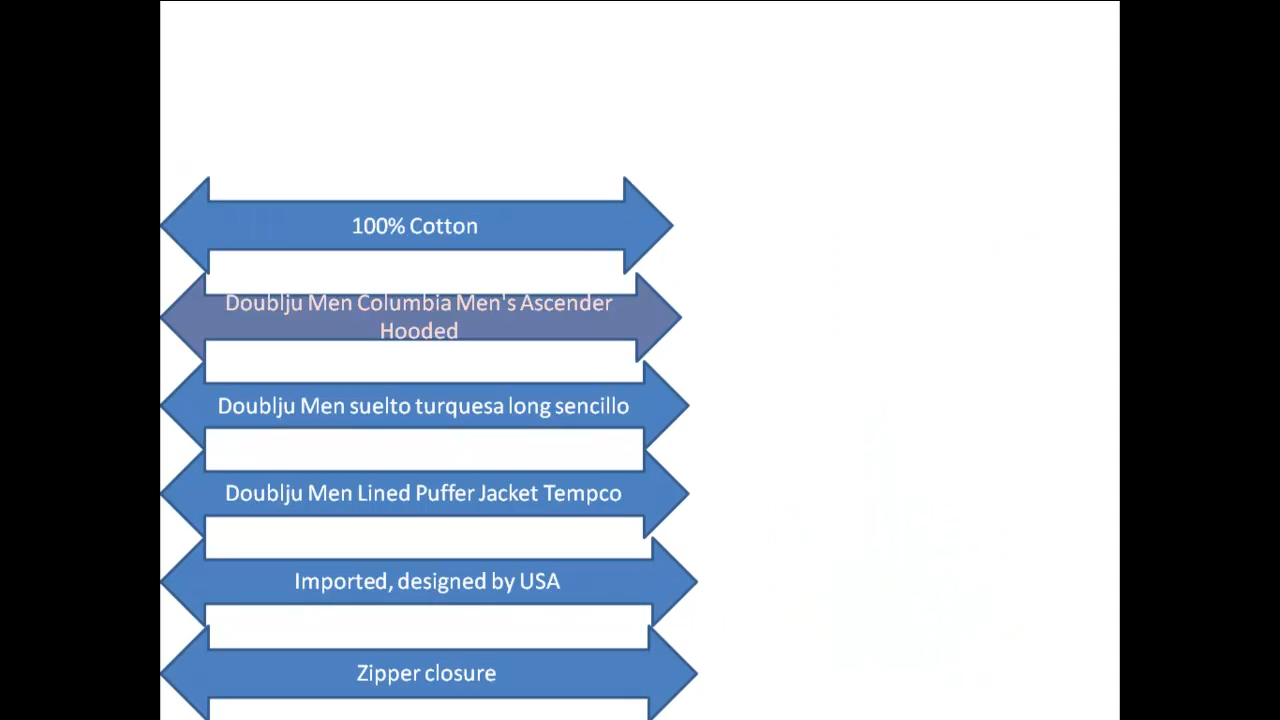 100% Cotton
Doublju Men Columbia Men's Ascender
Hooded
Doublju Men suelto turquesa long sencillo
Doublju Men Lined Puffer Jacket Tempco
Imported, designed by USA
Zipper closure